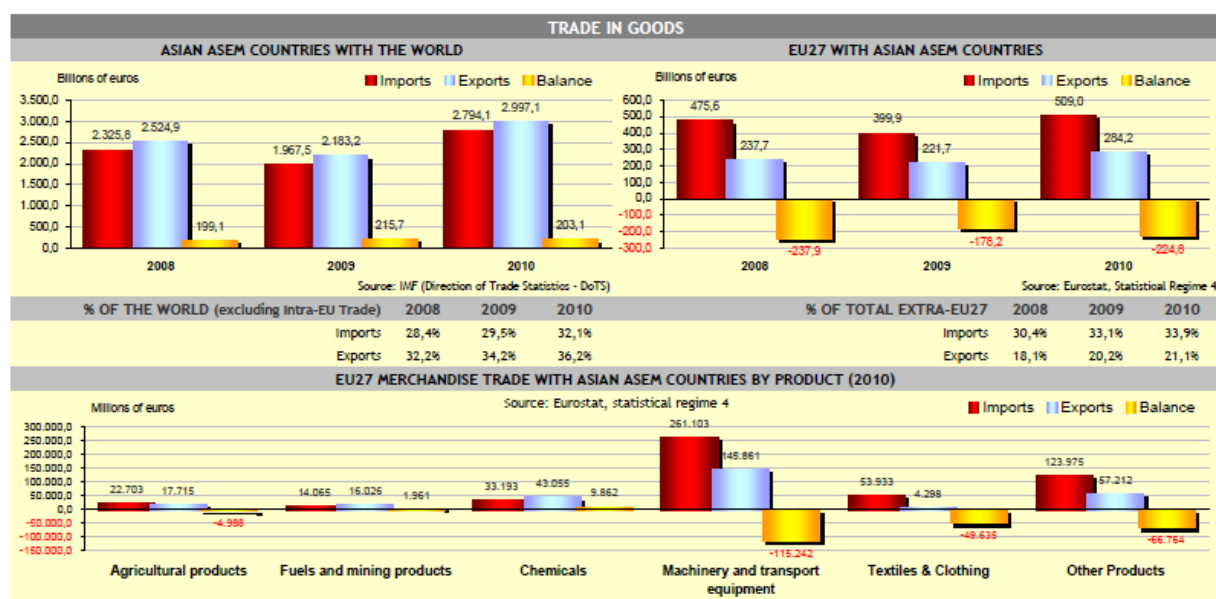 TRADE IN GOODS
ASIAN ASEM COUNTRIES WITH THE WORLD
Billions of euros
Imports Exports Balance
3.500,0
3.000,0
2.500,0
2.000,0
1.500,0
1.000,0
500,0
0,0
2.325,8 2.524,9 199,1
1.967,5 2.183,2 215,7
2.794,1 2.997,1 203,1
2008 2009 2010
Source: IMF (Direction of Trade Statistics - DoTS)
EU27 WITH ASIAN ASEM COUNTRIES
Billions of euros
Imports Exports Balance
600,0
500,0
400,0
300,0
200,0
100,0
0,0
-100,0
-200,0
-300,0
475,6 237,7 -237,9
399,9 221,7 -178,2
509,0 284,2 -224,8
2008 2009 2010
Source: Eurostat, Statistical Regime 4
% OF THE WORLD (excluding Intra-EU Trade) 2008 2009 2010
Imports 28,4% 29,5% 32,1%
Exports 32,2% 34,2% 36,2%
% OF TOTAL EXTRA-EU27 2008 2009 2010
Imports 30,4% 33,1% 33,9%
Exports 18,1% 20,2% 21,1%
EU27 MERCHANDISE TRADE WITH ASIAN ASEM COUNTRIES BY PRODUCT (2010)
Millions of euros
Source: Eurostat, statistical regime 4
Imports Exports Balance
300.000,0
250.000,0
200.000,0
150.000,0
100.000,0
50.000,0
0,0
-50.000,0
-100.000,0
-150.000,0
22.703 17.715 -4.988
14.065 16.026 1.961
33.193 43.055 9.862
261.103 145.861 -115.242
53.933 4.298 -49.635
123.975 57.212 -66.764
Agricultural products
Fuels and mining products
Chemicals
Machinery and transport
equipment
Textiles & Clothing
Other Products